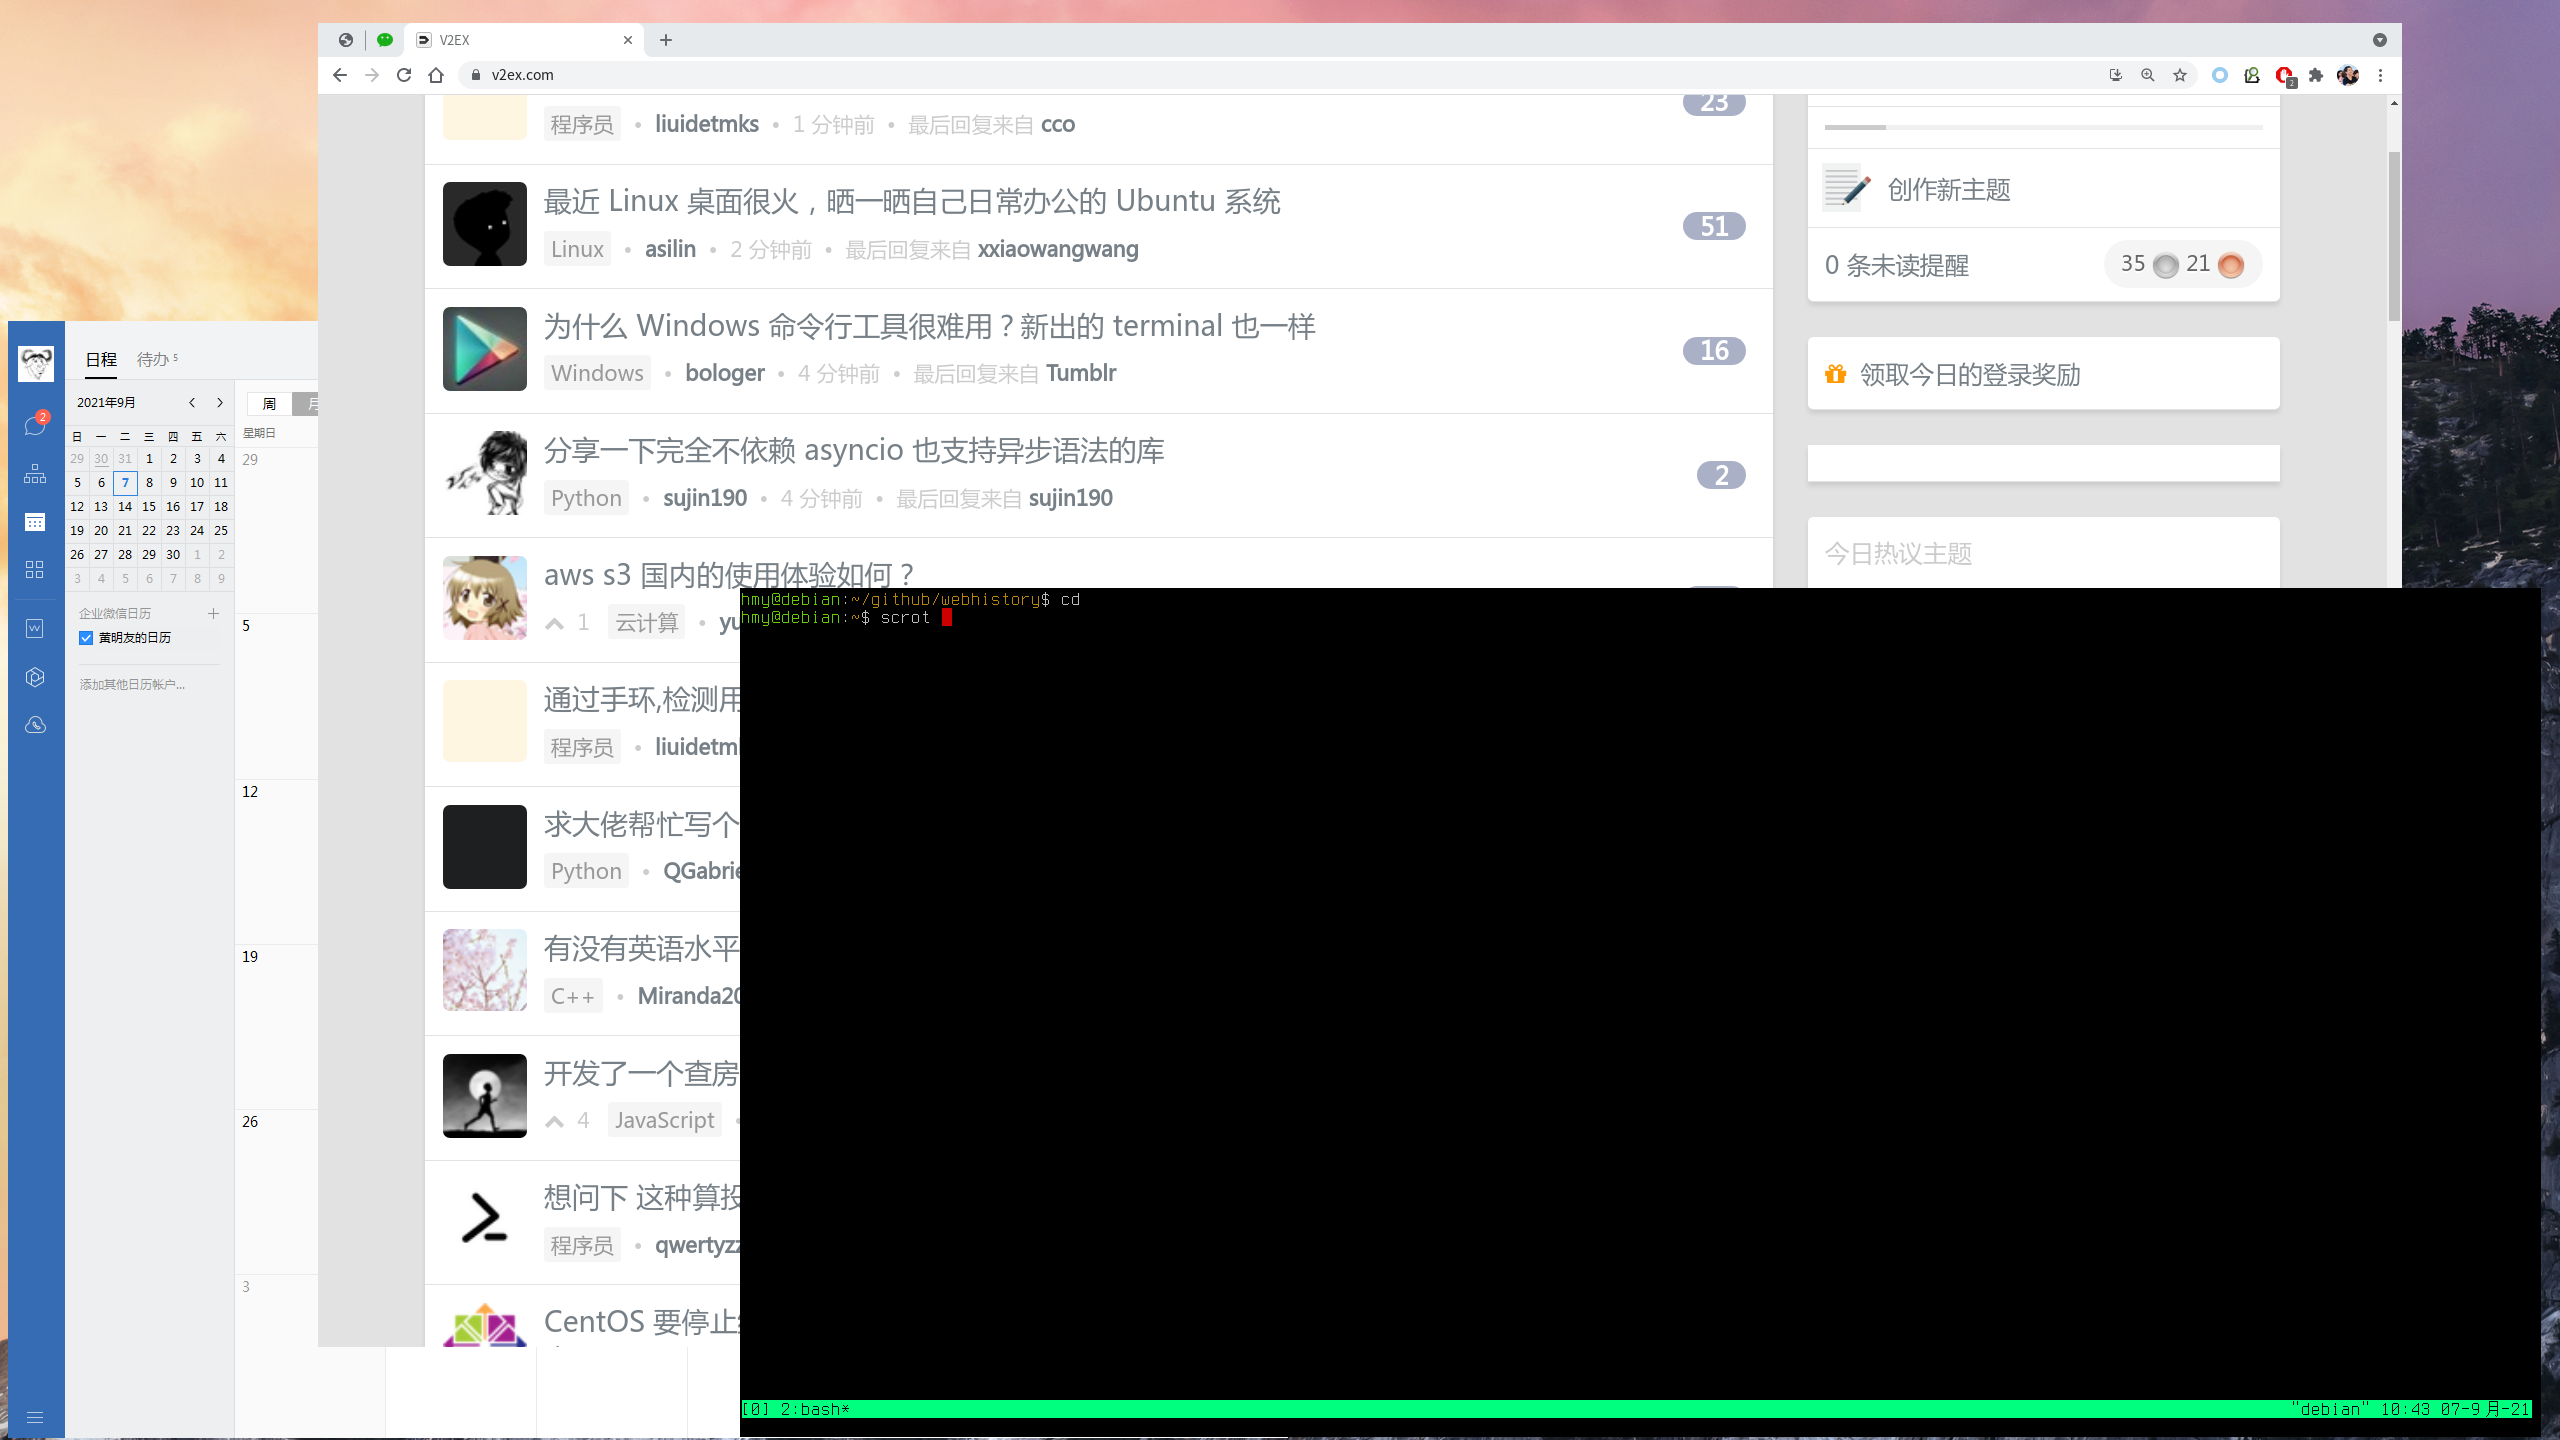 V2EX
v2ex.com
2
23
程序员 • liuidetmks • 1 分钟前 • 最后回复来自 cco
最近 Linux 桌面很火，晒一晒自己日常办公的 Ubuntu 系统
51
Linux • asilin • 2 分钟前 • 最后回复来自 xxiaowangwang
为什么 Windows 命令行工具很难用？新出的 terminal 也一样
16
Windows • bologer • 4 分钟前 • 最后回复来自 Tumblr
分享一下完全不依赖 asyncio 也支持异步语法的库
2
Python • sujin190 • 4 分钟前 • 最后回复来自 sujin190
aws s3 国内的使用体验如何？
1 云计算 • yu
通过手环,检测用
程序员 • liuidetm
求大佬帮忙写个
Python • QGabrie
有没有英语水平
C++ • Miranda20
开发了一个查房
4 JavaScript •
想问下 这种算投
程序员 • qwertyzz
CentOS 要停止
创作新主题
0 条未读提醒
35 21
领取今日的登录奖励
今日热议主题
2
日程 待办 5
2021年9月
周 月
日 一 二 三 四 五 六
29 30 31 1 2 3 4
5 6 7 8 9 10 11
12 13 14 15 16 17 18
19 20 21 22 23 24 25
26 27 28 29 30 1 2
3 4 5 6 7 8 9
企业微信日历
黄明友的日历
添加其他日历帐户...
星期日
29
5
12
19
26
3
hmy@debian:~/github/webhistory$ cd
hmy@debian:~$ scrot
[0] 2:bash*
"debian" 10:43 07-9月-21